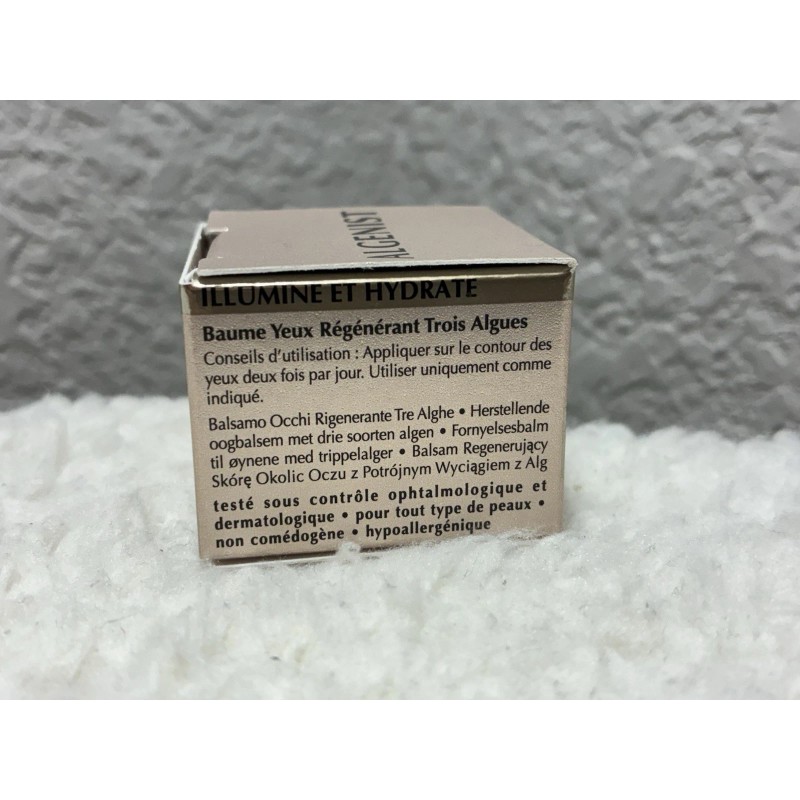 ALGENIST
ILLUMINE ET HYDRATE
Baume Yeux Régénérant Trois Algues
Conseils d'utilisation : Appliquer sur le contour des
yeux deux fois par jour. Utiliser uniquement comme
indiqué.
Balsamo Occhi Rigenerante Tre Alghe • Herstellende
oogbalsem met drie soorten algen • Fornyelsesbalm
til øynene med trippelalger • Balsam Regenerujący
Skórę Okolic Oczu z Potrójnym Wyciągiem z Alg
testé sous contrôle ophtalmologique et
dermatologique • pour tout type de peaux •
non comédogène • hypoallergénique